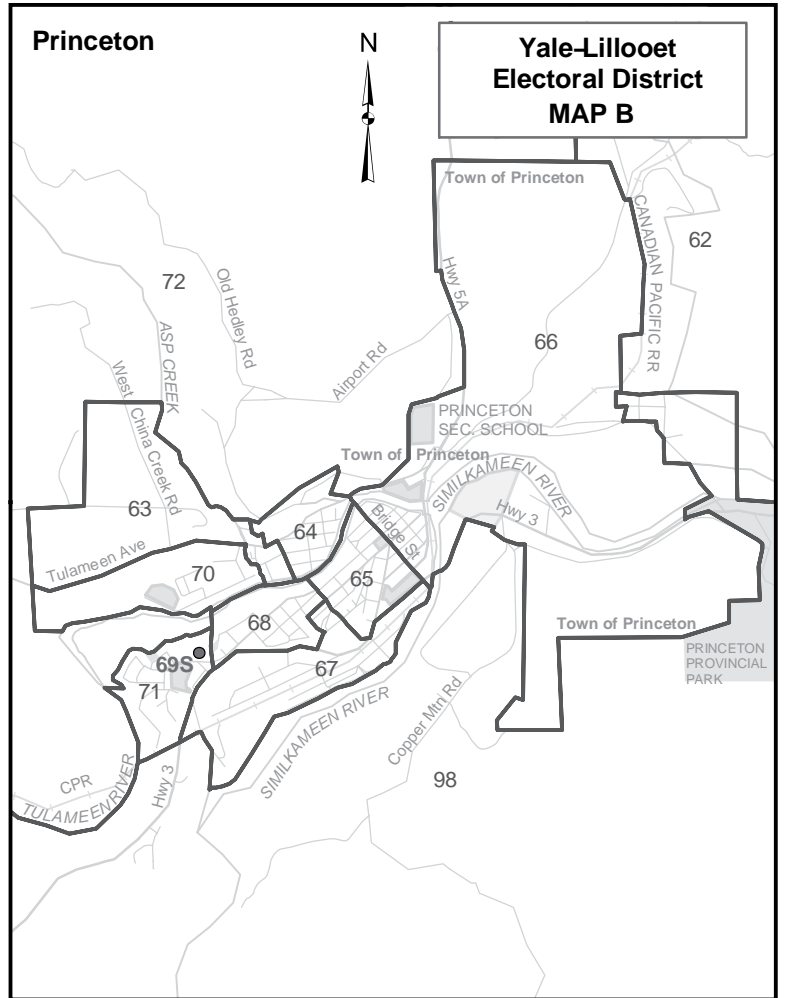 Princeton
N
Yale-Lillooet
Electoral District
MAP B
Town of Princeton
CANADIAN PACIFIC RR
62
72
Old Hedley Rd
Hwy 5A
ASP CREEK
66
Airport Rd
West China Creek Rd
PRINCETON
SEC. SCHOOL
Town of Princeton
SIMILKAMEEN RIVER
63
Hwy 3
64
Bridge St
Tulameen Ave
70
65
68
Town of Princeton
PRINCETON
PROVINCIAL
PARK
69S
67
71
SIMILKAMEEN RIVER
Copper Mtn Rd
CPR
TULAMEEN RIVER
Hwy 3
98